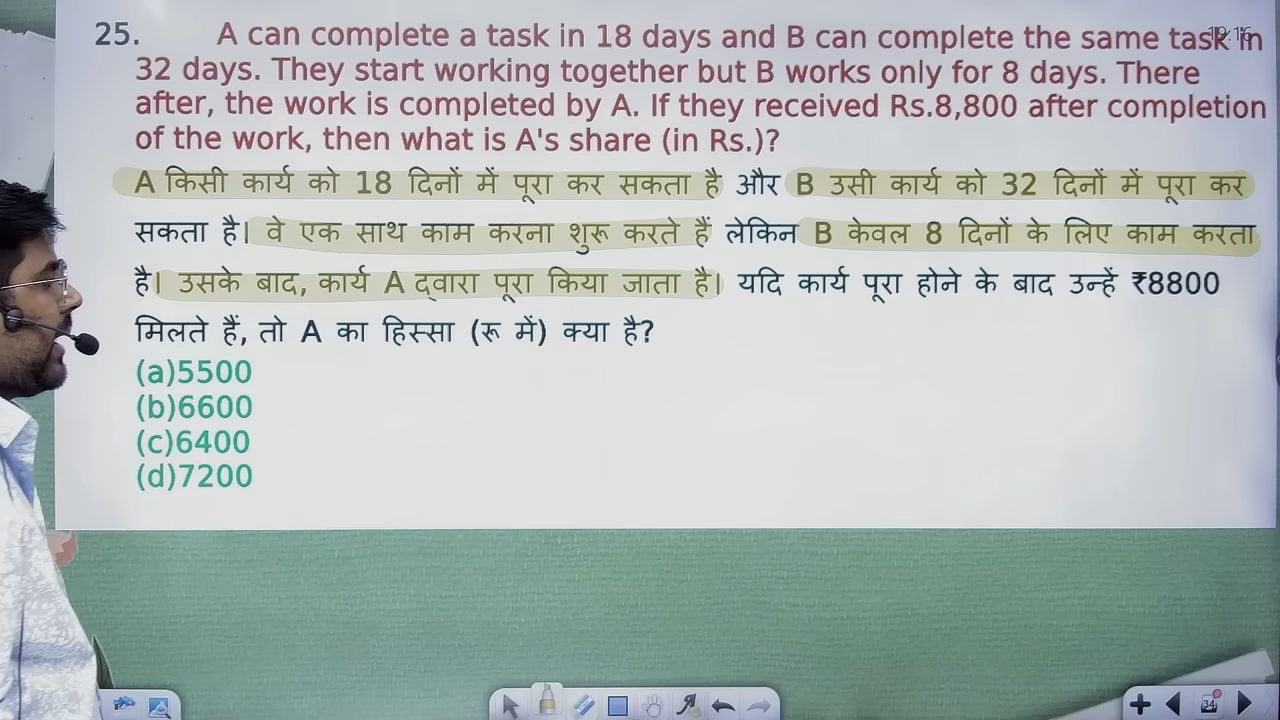 25. A can complete a task in 18 days and B can complete the same task in
32 days. They start working together but B works only for 8 days. There
after, the work is completed by A. If they received Rs.8,800 after completion
of the work, then what is A's share (in Rs.)?
A किसी कार्य को 18 दिनों में पूरा कर सकता है और B उसी कार्य को 32 दिनों में पूरा कर
सकता है। वे एक साथ काम करना शुरू करते हैं लेकिन B केवल 8 दिनों के लिए काम करता
है। उसके बाद, कार्य A द्वारा पूरा किया जाता है। यदि कार्य पूरा होने के बाद उन्हें ₹8800
मिलते हैं, तो A का हिस्सा (रू में) क्या है?
(a)5500
(b)6600
(c)6400
(d)7200
34